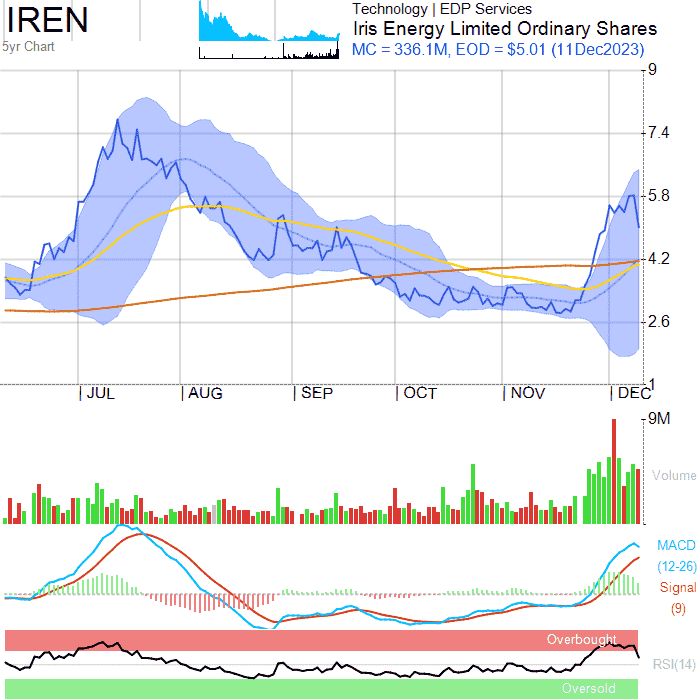 IREN
5yr Chart
Technology | EDP Services
Iris Energy Limited Ordinary Shares
MC = 336.1M, EOD = $5.01 (11Dec2023)
9
7.4
5.8
4.2
2.6
1
JUL AUG SEP OCT NOV DEC
9M
Volume
MACD
(12-26)
Signal
(9)
Overbought
RSI(14)
Oversold